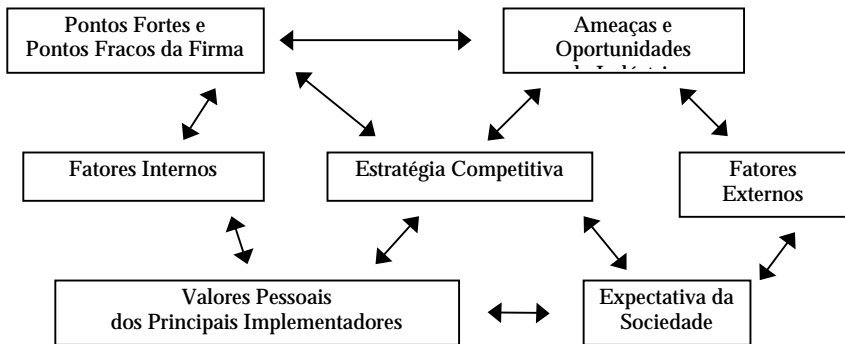 Pontos Fortes e
Pontos Fracos da Firma
Ameaças e
Oportunidades
Fatores Internos
Estratégia Competitiva
Fatores
Externos
Valores Pessoais
dos Principais Implementadores
Expectativa da
Sociedade